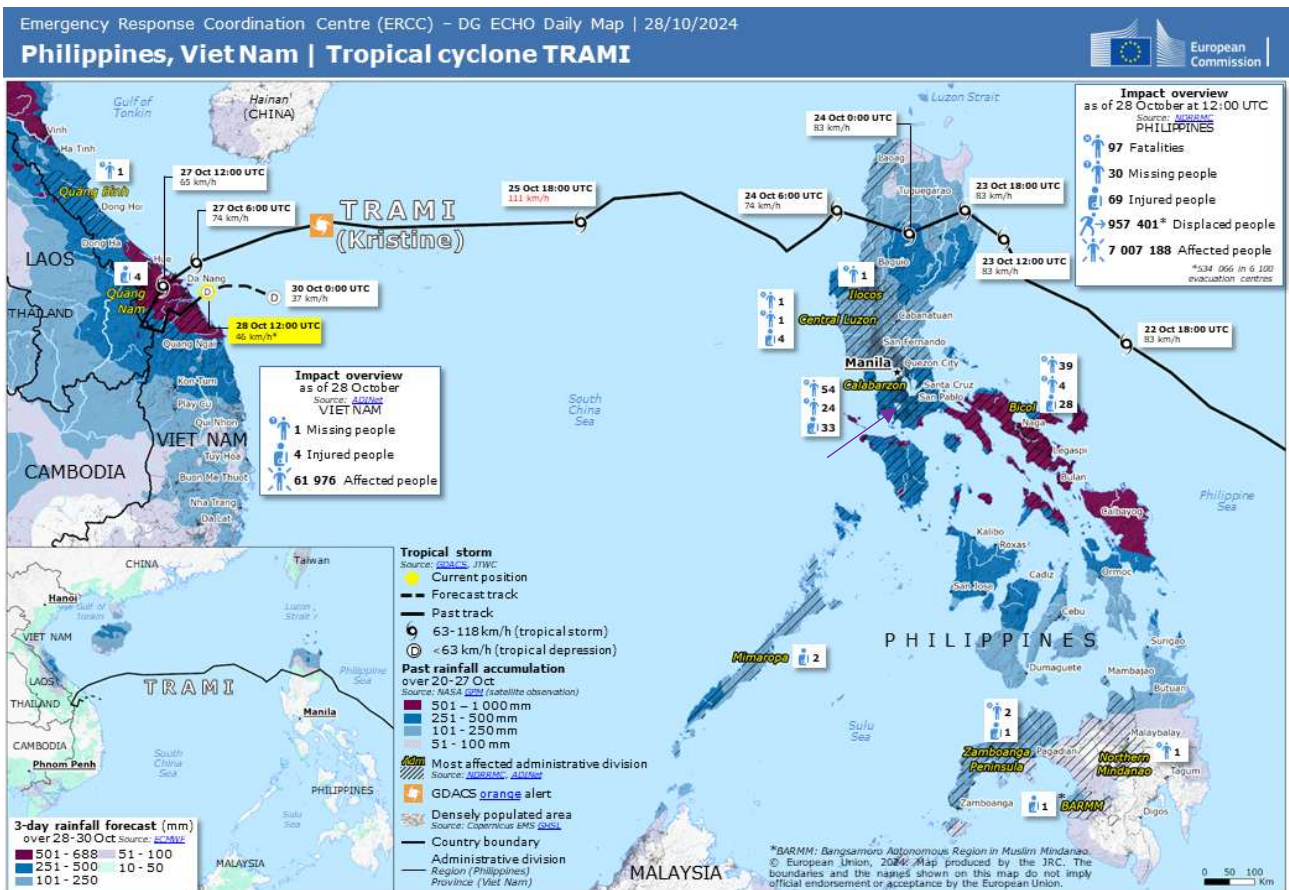 Emergency Response Coordination Centre (ERCC) – DG ECHO Daily Map | 28/10/2024
Philippines, Viet Nam | Tropical cyclone TRAMI
European
Commission
Gulf of
Tonkin
Hainan
(CHINA)
Luzon Strait
Vinh
Ha Tinh
1
Quảng Bình
Dong Hoi
Dong Ha
LAOS
Hue
4
Da Nang
Quảng
Nam
THAILAND
Quang Ngai
Kon Tum
Play Cu
Qui Nhon
VIET NAM
Tuy Hoa
CAMBODIA
Buon Me Thuot
Nha Trang
Da Lat
27 Oct 12:00 UTC
65 km/h
27 Oct 6:00 UTC
74 km/h
TRAMI
(Kristine)
25 Oct 18:00 UTC
111 km/h
24 Oct 6:00 UTC
74 km/h
24 Oct 0:00 UTC
83 km/h
23 Oct 18:00 UTC
83 km/h
23 Oct 12:00 UTC
83 km/h
22 Oct 18:00 UTC
83 km/h
30 Oct 0:00 UTC
37 km/h
D
D
28 Oct 12:00 UTC
46 km/h*
Impact overview
as of 28 October
Source: ADINet
VIET NAM
1 Missing people
4 Injured people
61 976 Affected people
Impact overview
as of 28 October at 12:00 UTC
Source: NDRRMC
PHILIPPINES
97 Fatalities
30 Missing people
69 Injured people
957 401* Displaced people
7 007 188 Affected people
*534 066 in 6 100
evacuation centres
South
China
Sea
Laoag
Tuguegarao
Baguio
1
Ilocos
1
1
4
Central Luzon
Cabanatuan
San Fernando
Manila
Quezon City
Calabarzon
Santa Cruz
San Pablo
54
24
33
39
4
28
Bicol
Naga
Legaspi
Bulan
Calbayog
Philippine
Sea
Kalibo
Roxas
San Jose
Cadiz
Ormoc
Cebu
PHILIPPINES
Surigao
Dumaguete
Mambajao
Butuan
Mimaropa
2
Sulu
Sea
2
1
Zamboanga
Peninsula
Pagadian
Malaybalay
Northern
Mindanao
1
Tagum
Zamboanga
1
BARMM
*
Digos
MALAYSIA
*BARMM: Bangsamoro Autonomous Region in Muslim Mindanao.
© European Union, 2024. Map produced by the JRC. The
boundaries and the names shown on this map do not imply
official endorsement or acceptance by the European Union.
0 50 100
Km
CHINA
Taiwan
Hanoi
Gulf of
Tonkin
Luzon
Strait
VIET NAM
LAOS
TRAMI
Philippine
Sea
THAILAND
Manila
CAMBODIA
South
China
Sea
Phnom Penh
PHILIPPINES
Sulu
Sea
MALAYSIA
3-day rainfall forecast (mm)
over 28-30 Oct Source: ECMWF
501 - 688
251 - 500
101 - 250
51 - 100
10 - 50
Tropical storm
Source: GDACS, JTWC
Current position
Forecast track
Past track
63-118 km/h (tropical storm)
D <63 km/h (tropical depression)
Past rainfall accumulation
over 20-27 Oct
Source: NASA GPM (satellite observation)
501 – 1 000 mm
251 - 500 mm
101 - 250 mm
51 - 100 mm
Adm Most affected administrative division
Source: NDRRMC, ADINet
GDACS orange alert
Densely populated area
Source: Copernicus EMS GHSL
Country boundary
Administrative division
Region (Philippines)
Province (Viet Nam)